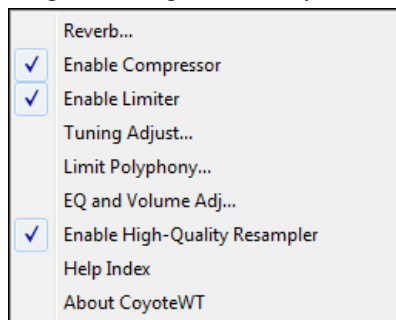 Reverb...
Enable Compressor
Enable Limiter
Tuning Adjust...
Limit Polyphony...
EQ and Volume Adj...
Enable High-Quality Resampler
Help Index
About CoyoteWT